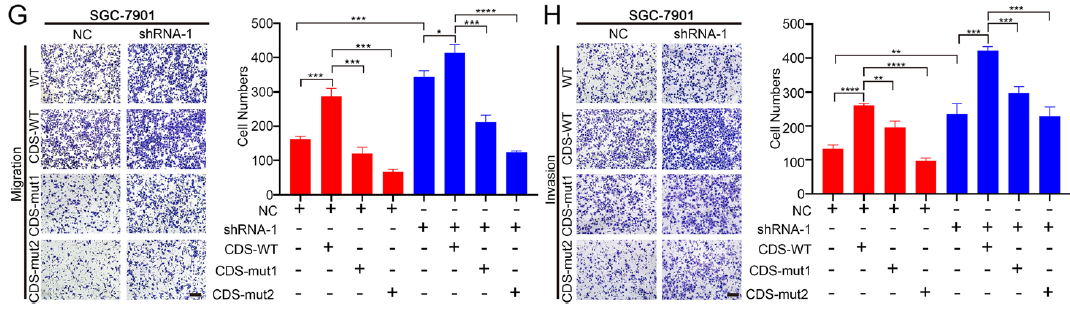 G
SGC-7901
NC shRNA-1
Migration
WT
CDS-WT
CDS-mut1
CDS-mut2
Cell Numbers
500
400
300
200
100
0
***
***
***
***
*
***
****
NC + + + + - - - -
shRNA-1 - - - - + + + +
CDS-WT - + - - - + - -
CDS-mut1 - - + - - - + -
CDS-mut2 - - - + - - - +
H
SGC-7901
NC shRNA-1
Invasion
WT
CDS-WT
CDS-mut1
CDS-mut2
Cell Numbers
500
400
300
200
100
0
****
**
****
**
***
***
***
NC + + + + - - - -
shRNA-1 - - - - + + + +
CDS-WT - + - - - + - -
CDS-mut1 - - + - - - + -
CDS-mut2 - - - + - - - +